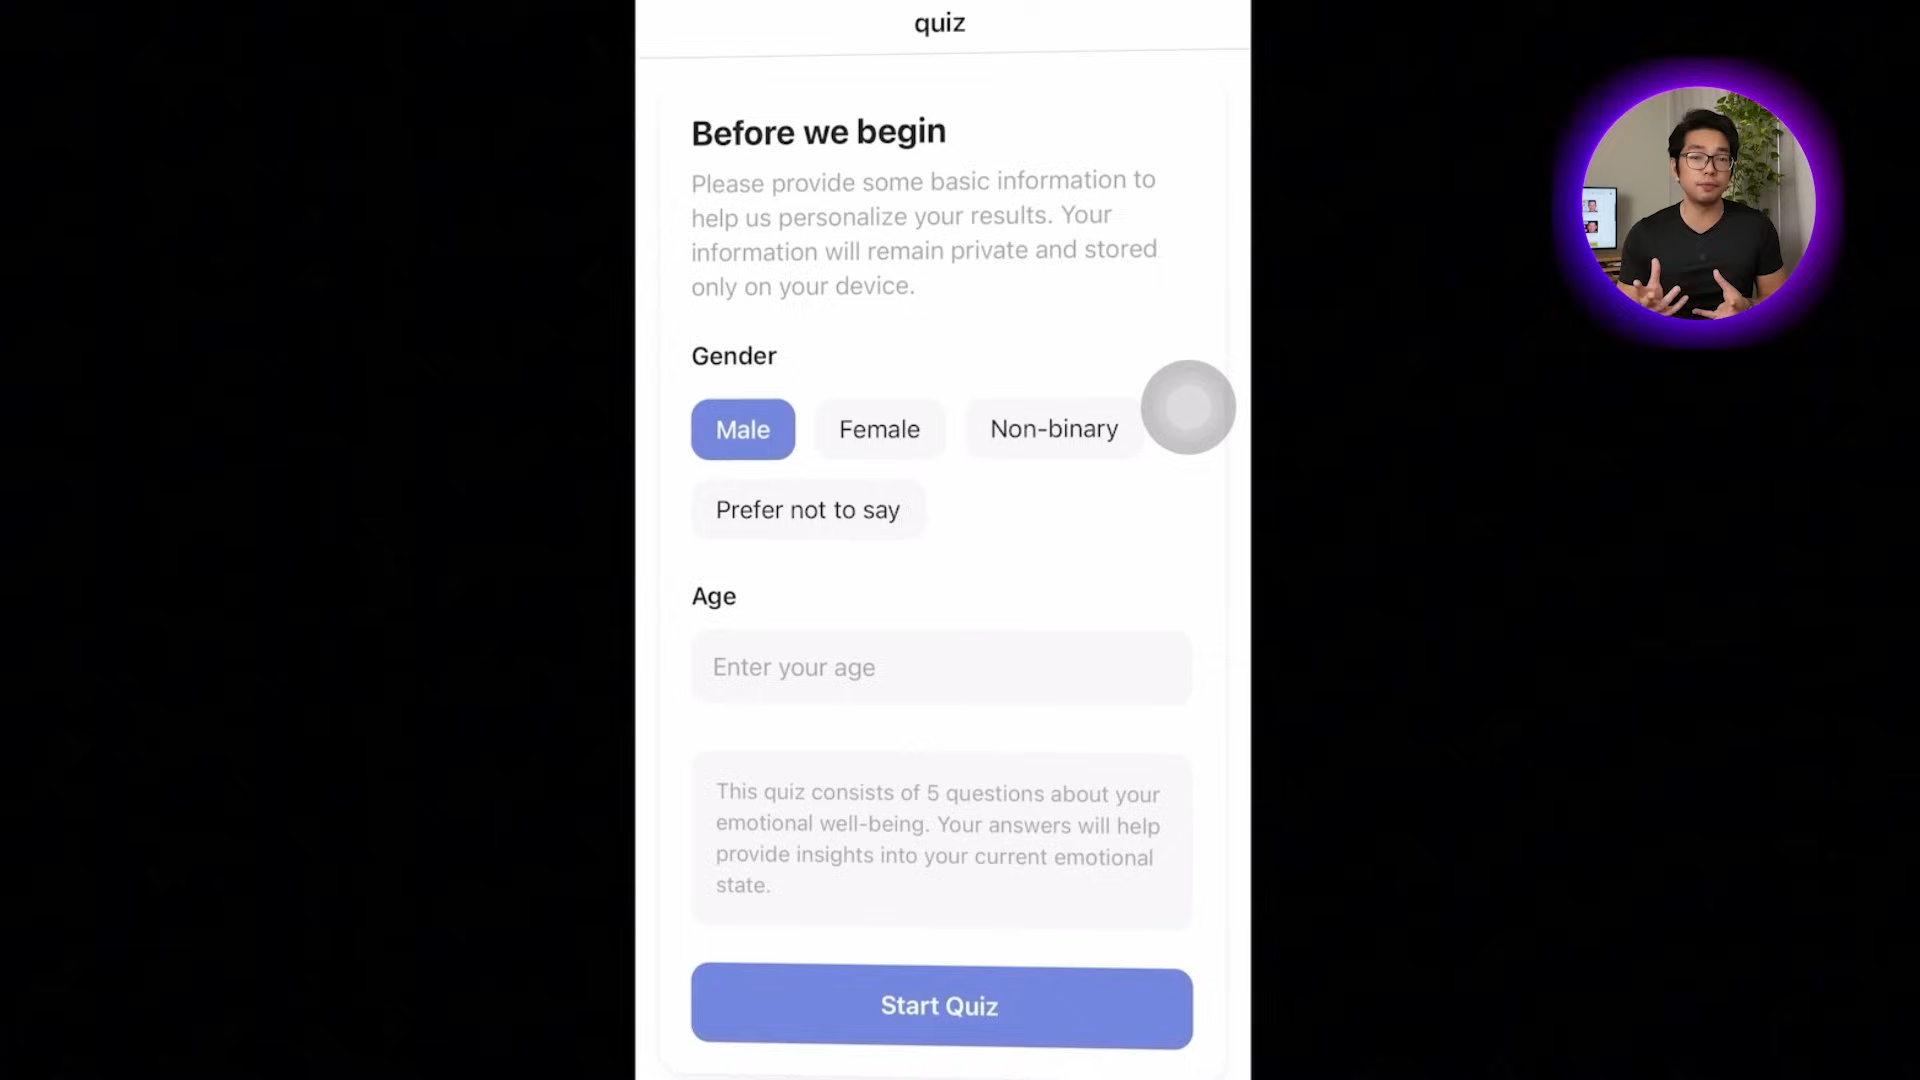 quiz
Before we begin
Please provide some basic information to
help us personalize your results. Your
information will remain private and stored
only on your device.
Gender
Male
Female
Non-binary
Prefer not to say
Age
Enter your age
This quiz consists of 5 questions about your
emotional well-being. Your answers will help
provide insights into your current emotional
state.
Start Quiz